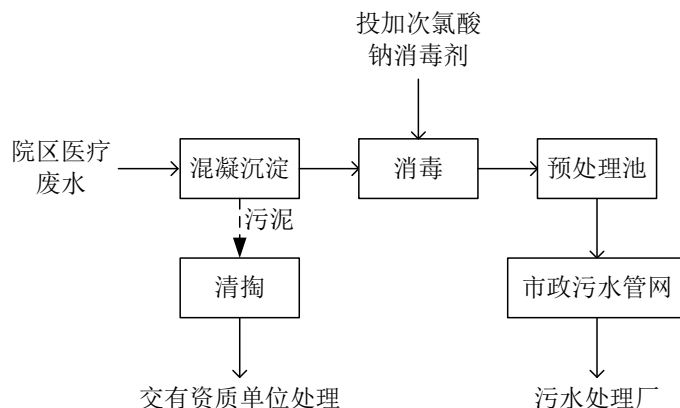 投加次氯酸
钠消毒剂
院区医疗
废水
混凝沉淀
消毒
预处理池
污泥
清掏
市政污水管网
交有资质单位处理
污水处理厂